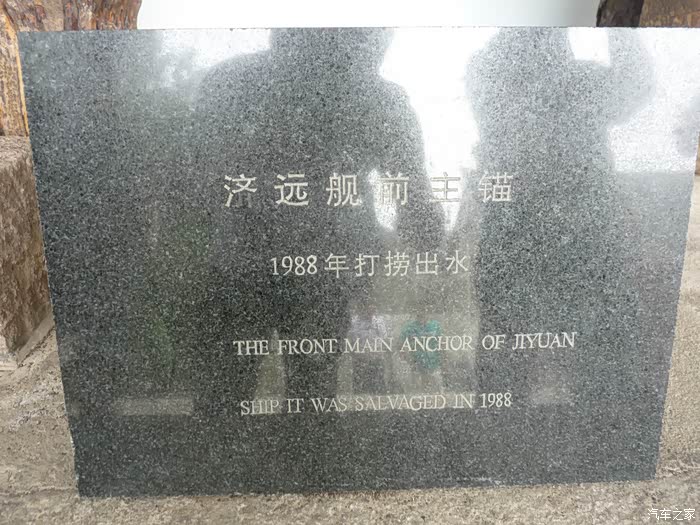 济远舰前主锚
1988年打捞出水
THE FRONT MAIN ANCHOR OF JIYUAN
SHIP IT WAS SALVAGED IN 1988
汽车之家